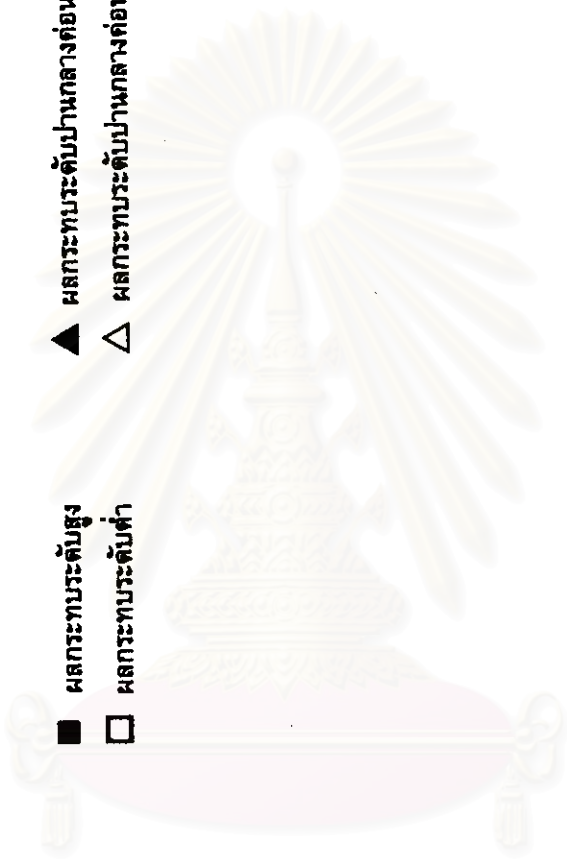 ■ ผลกระทบระดับสูง ▲ ผลกระทบระดับปานกลางค่อน
□ ผลกระทบระดับต่ำ △ ผลกระทบระดับปานกลางค่อน